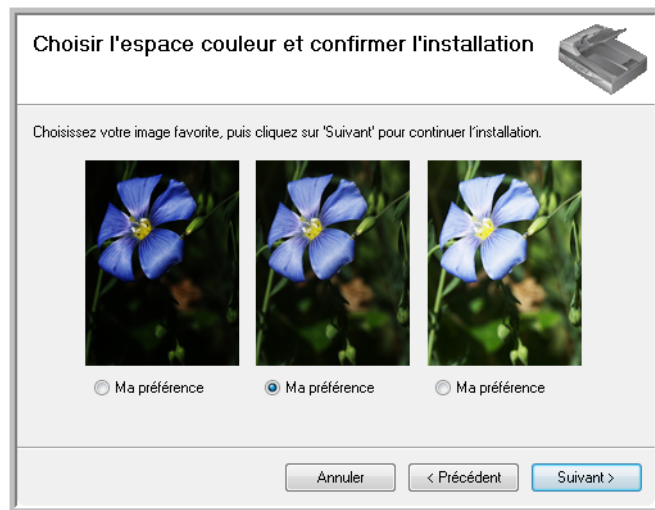 Choisir l'espace couleur et confirmer l'installation
Choisissez votre image favorite, puis cliquez sur 'Suivant' pour continuer l'installation.
Ma préférence
Ma préférence
Ma préférence
Annuler
< Précédent
Suivant >